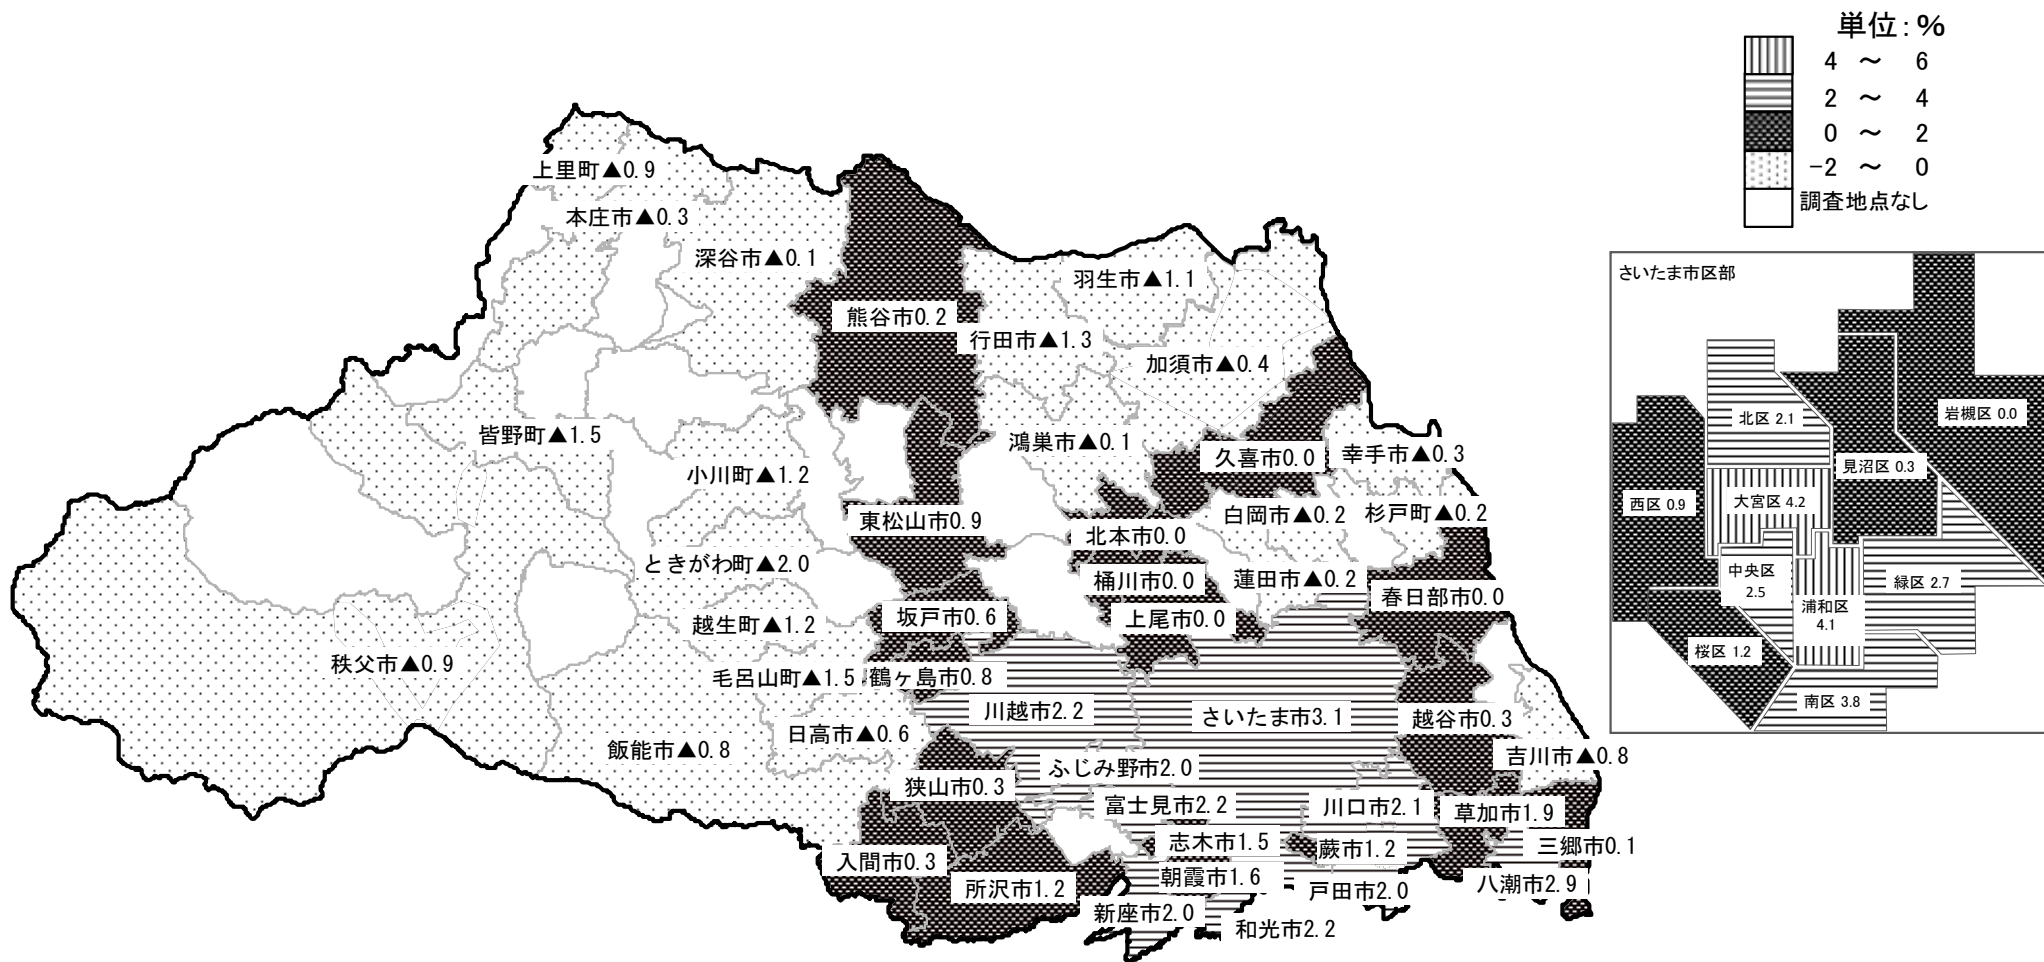 単位：%
4 ～ 6
2 ～ 4
0 ～ 2
-2 ～ 0
調査地点なし
上里町▲0.9
本庄市▲0.3
深谷市▲0.1
熊谷市0.2
羽生市▲1.1
行田市▲1.3
加須市▲0.4
皆野町▲1.5
小川町▲1.2
鴻巣市▲0.1
久喜市0.0
幸手市▲0.3
東松山市0.9
北本市0.0
白岡市▲0.2
杉戸町▲0.2
ときがわ町▲2.0
桶川市0.0
蓮田市▲0.2
春日部市0.0
越生町▲1.2
坂戸市0.6
上尾市0.0
秩父市▲0.9
毛呂山町▲1.5
鶴ヶ島市0.8
川越市2.2
さいたま市3.1
越谷市0.3
日高市▲0.6
飯能市▲0.8
吉川市▲0.8
ふじみ野市2.0
狭山市0.3
富士見市2.2
川口市2.1
草加市1.9
志木市1.5
蕨市1.2
三郷市0.1
入間市0.3
所沢市1.2
朝霞市1.6
戸田市2.0
八潮市2.9
新座市2.0
和光市2.2
さいたま市区部
岩槻区 0.0
北区 2.1
見沼区 0.3
西区 0.9
大宮区 4.2
中央区
2.5
緑区 2.7
浦和区
4.1
桜区 1.2
南区 3.8